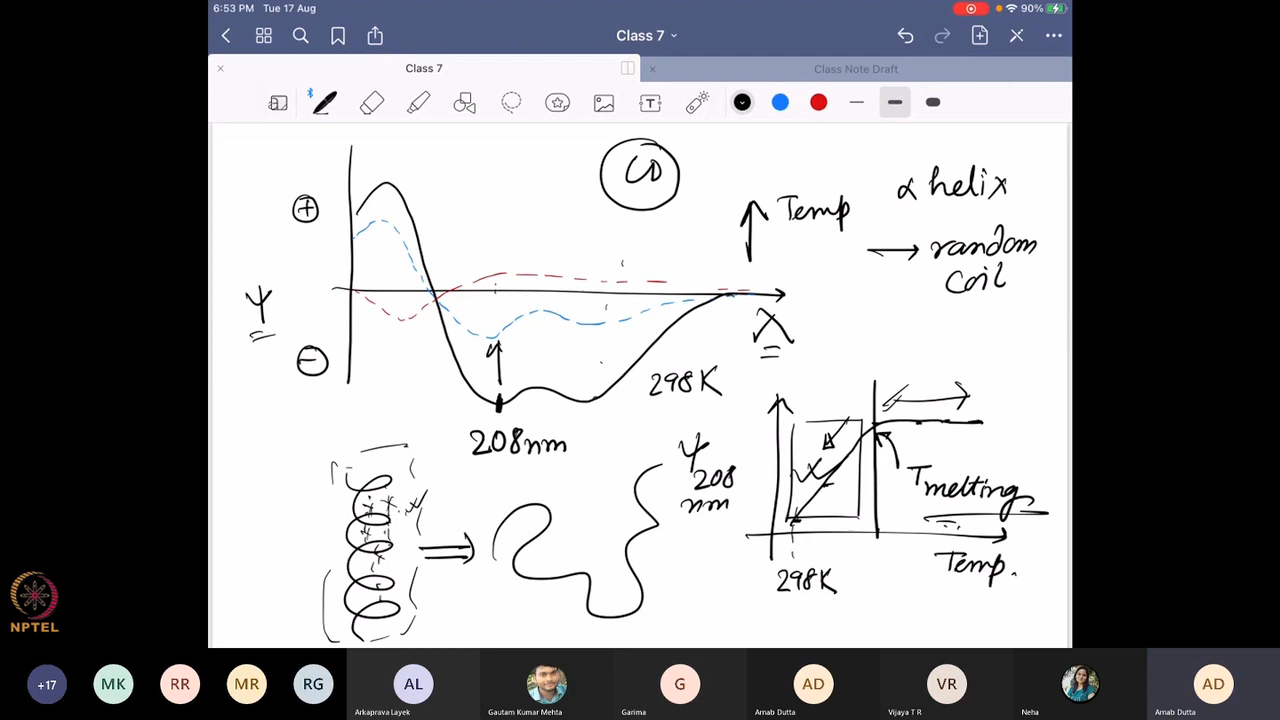 6:53 PM Tue 17 Aug
90%
Class 7
Class 7
Class Note Draft
T
CD
+
Temp
α helix
→ random
coil
ψ
λ
−
298 K
208nm
ψ
208
nm
Tmelting
298K
Temp.
NPTEL
+17
MK
RR
MR
RG
AL
G
AD
VR
AD
Arkaprava Layek
Gautam Kumar Mehta
Garima
Arnab Dutta
Vijaya T R
Neha
Arnab Dutta